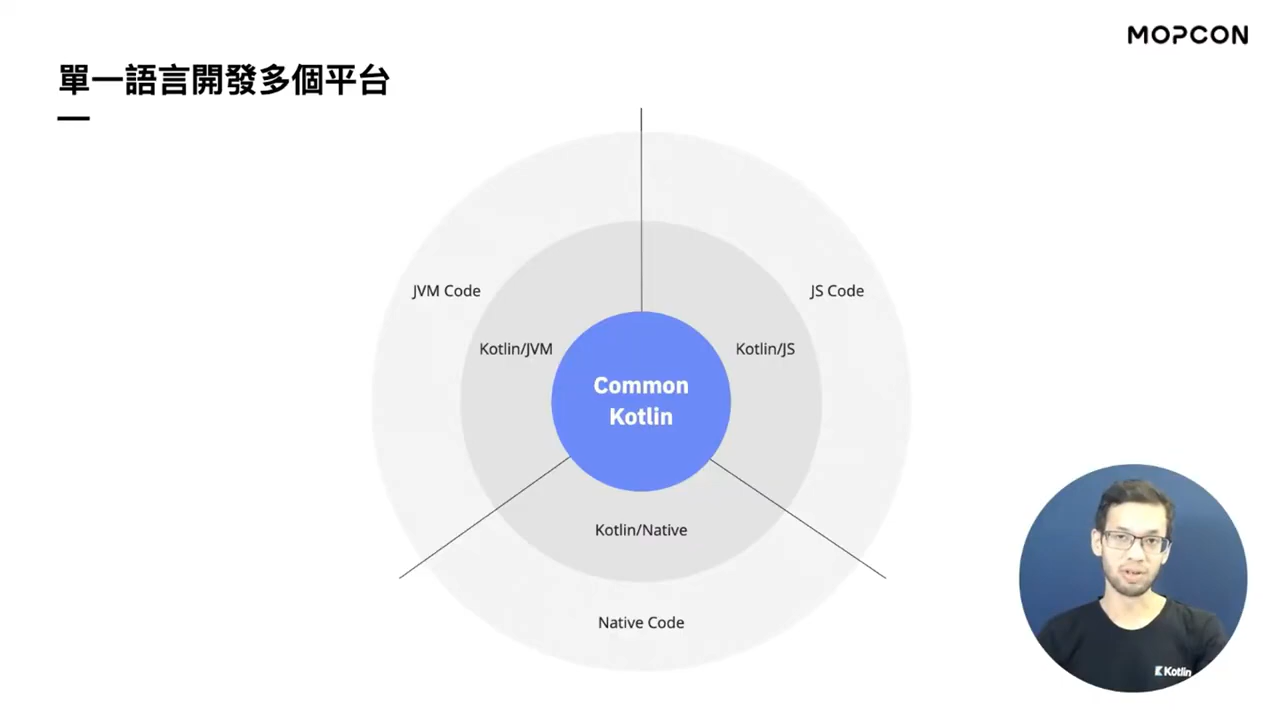 MOPCON
單一語言開發多個平台
JVM Code
JS Code
Kotlin/JVM
Kotlin/JS
Common
Kotlin
Kotlin/Native
Native Code
Kotlin